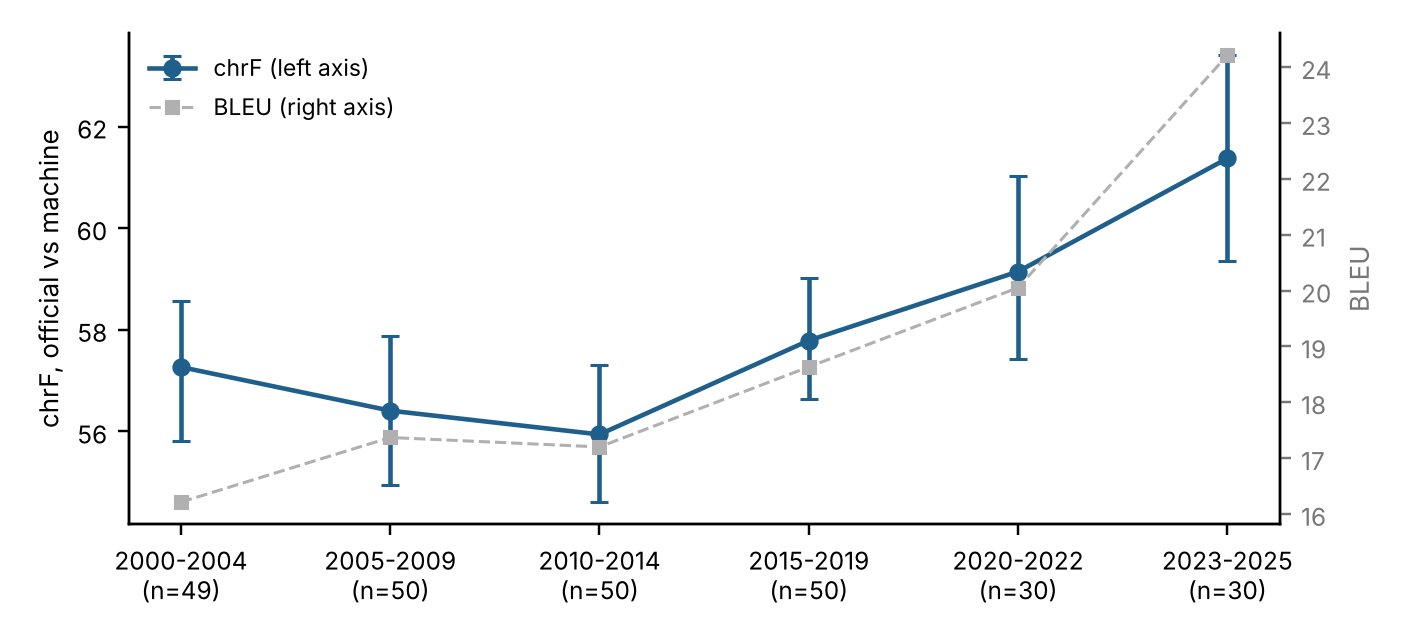 chrF (left axis)
BLEU (right axis)
chrF, official vs machine
62
60
58
56
24
23
22
21
20
19
18
17
16
BLEU
2000-2004 2005-2009 2010-2014 2015-2019 2020-2022 2023-2025
(n=49) (n=50) (n=50) (n=50) (n=30) (n=30)